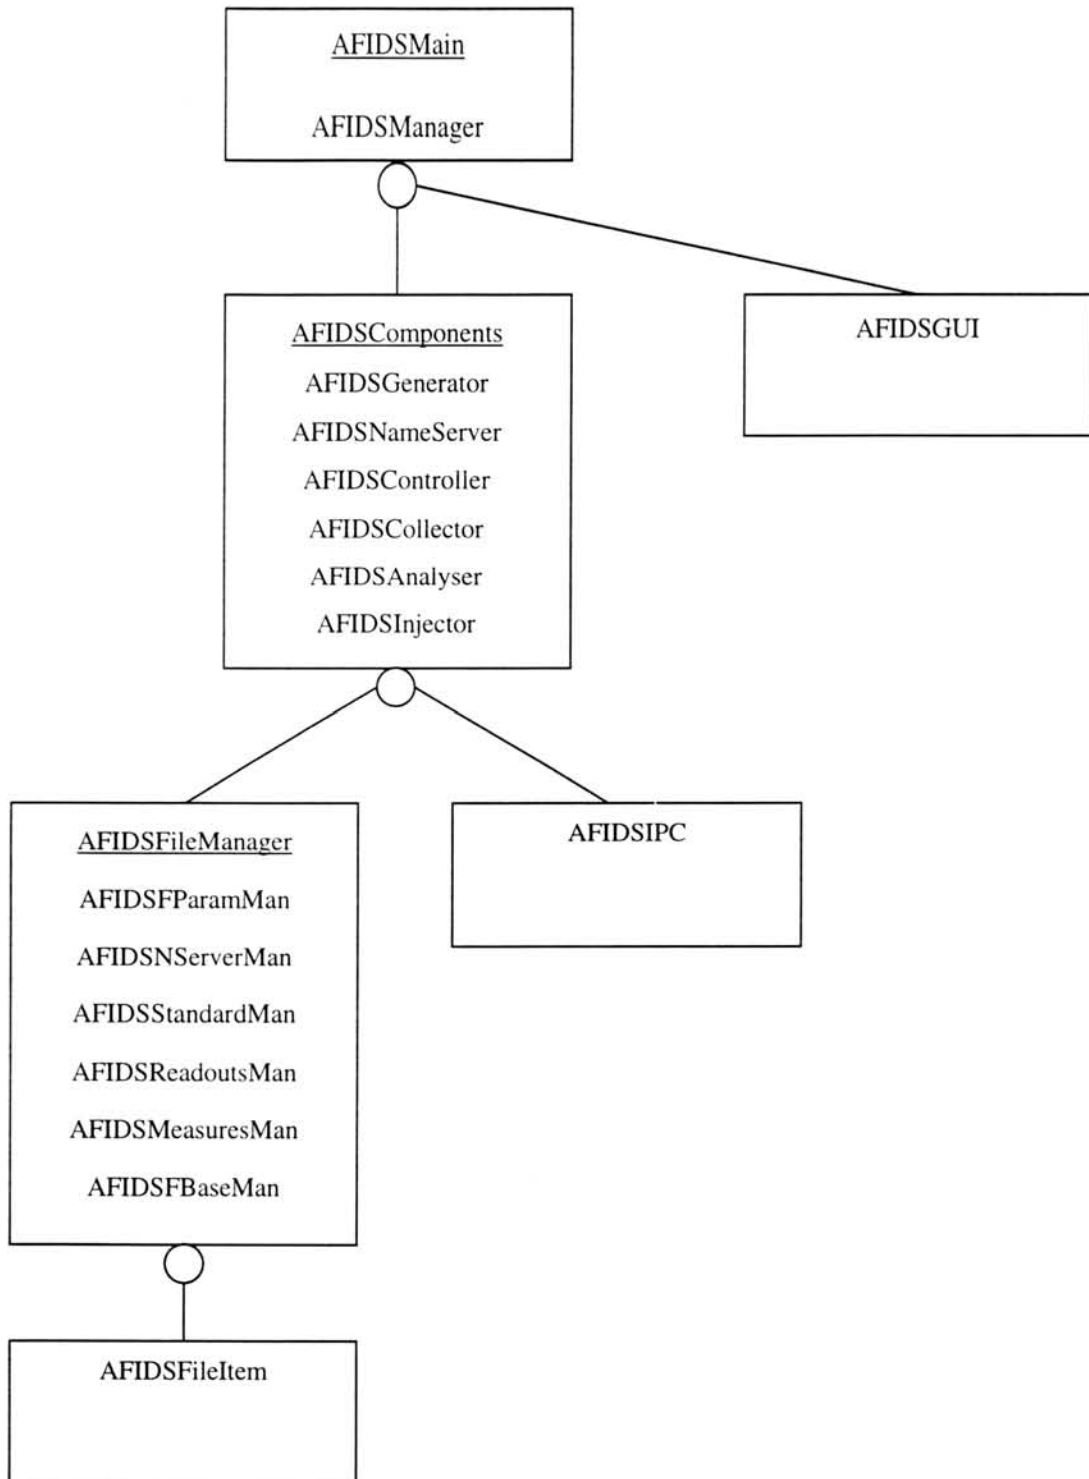 AFIDSMain
AFIDSManager
AFIDSComponents
AFIDSGenerator
AFIDSNameServer
AFIDSController
AFIDSCollector
AFIDSAnalyser
AFIDSInjector
AFIDSGUI
AFIDSFileManager
AFIDSFParamMan
AFIDSNServerMan
AFIDSStandardMan
AFIDSReadoutsMan
AFIDSMeasuresMan
AFIDSFBaseMan
AFIDSIPC
AFIDSFileItem